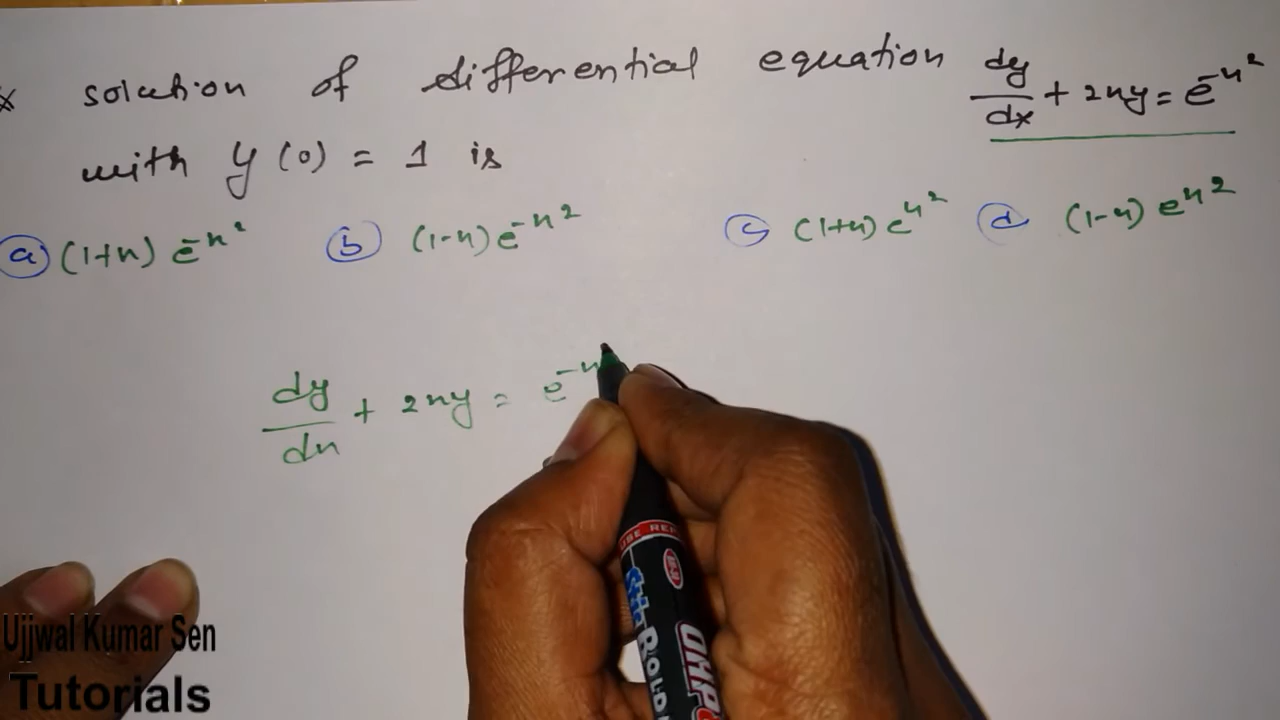 * solution of differential equation dy/dx + 2xy = e^-x^2
with y(0) = 1 is
(a) (1+x) e^-x^2 (b) (1-x) e^-x^2 (c) (1+x) e^x^2 (d) (1-x) e^x^2
dy/dx + 2xy = e^-x
Ujjwal Kumar Sen
Tutorials